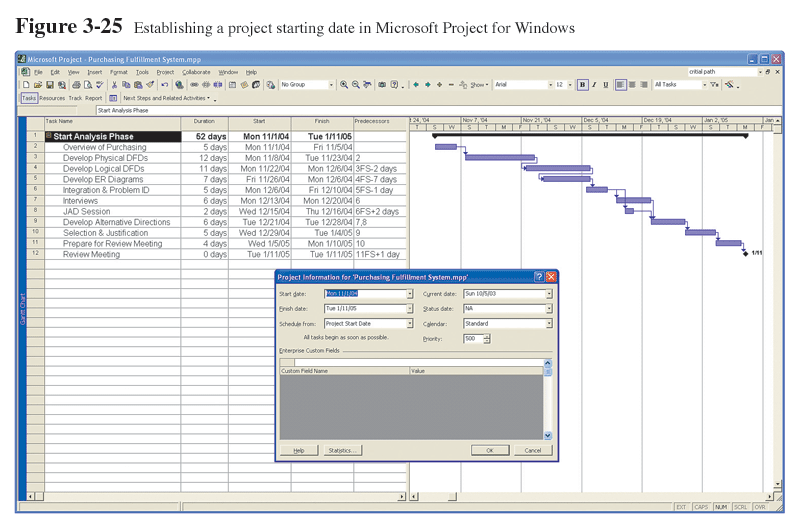 Figure 3-25 Establishing a project starting date in Microsoft Project for Windows
Microsoft Project - Purchasing Fulfillment System.mpp
File Edit View Insert Format Tools Project Collaborate Window Help
critial path
No Group Show Arial 12 B I U All Tasks
Tasks Resources Track Report Next Steps and Related Activities
Start Analysis Phase
Task Name Duration Start Finish Predecessors
24, '04 Nov 7, '04 Nov 21, '04 Dec 5, '04 Dec 19, '04 Jan 2, '05 Jan
T S W S T M F T S W S T M F T S W S T M F
1 Start Analysis Phase 52 days Mon 11/1/04 Tue 1/11/05
2 Overview of Purchasing 5 days Mon 11/1/04 Fri 11/5/04
3 Develop Physical DFDs 12 days Mon 11/8/04 Tue 11/23/04 2
4 Develop Logical DFDs 11 days Mon 11/22/04 Mon 12/6/04 3FS-2 days
5 Develop ER Diagrams 7 days Fri 11/26/04 Mon 12/6/04 4FS-7 days
6 Integration & Problem ID 5 days Mon 12/6/04 Fri 12/10/04 5FS-1 day
7 Interviews 6 days Mon 12/13/04 Mon 12/20/04 6
8 JAD Session 2 days Wed 12/15/04 Thu 12/16/04 6FS+2 days
9 Develop Alternative Directions 6 days Tue 12/21/04 Tue 12/28/04 7,8
10 Selection & Justification 5 days Wed 12/29/04 Tue 1/4/05 9
11 Prepare for Review Meeting 4 days Wed 1/5/05 Mon 1/10/05 10
12 Review Meeting 0 days Tue 1/11/05 Tue 1/11/05 11FS+1 day
1/11
Gantt Chart
Project Information for 'Purchasing Fulfillment System.mpp'
Start date: Mon 11/1/04 Current date: Sun 10/5/03
Finish date: Tue 1/11/05 Status date: NA
Schedule from: Project Start Date Calendar: Standard
All tasks begin as soon as possible. Priority: 500
Enterprise Custom Fields
Custom Field Name Value
Help Statistics... OK Cancel
EXT CAPS NUM SCRL OVR